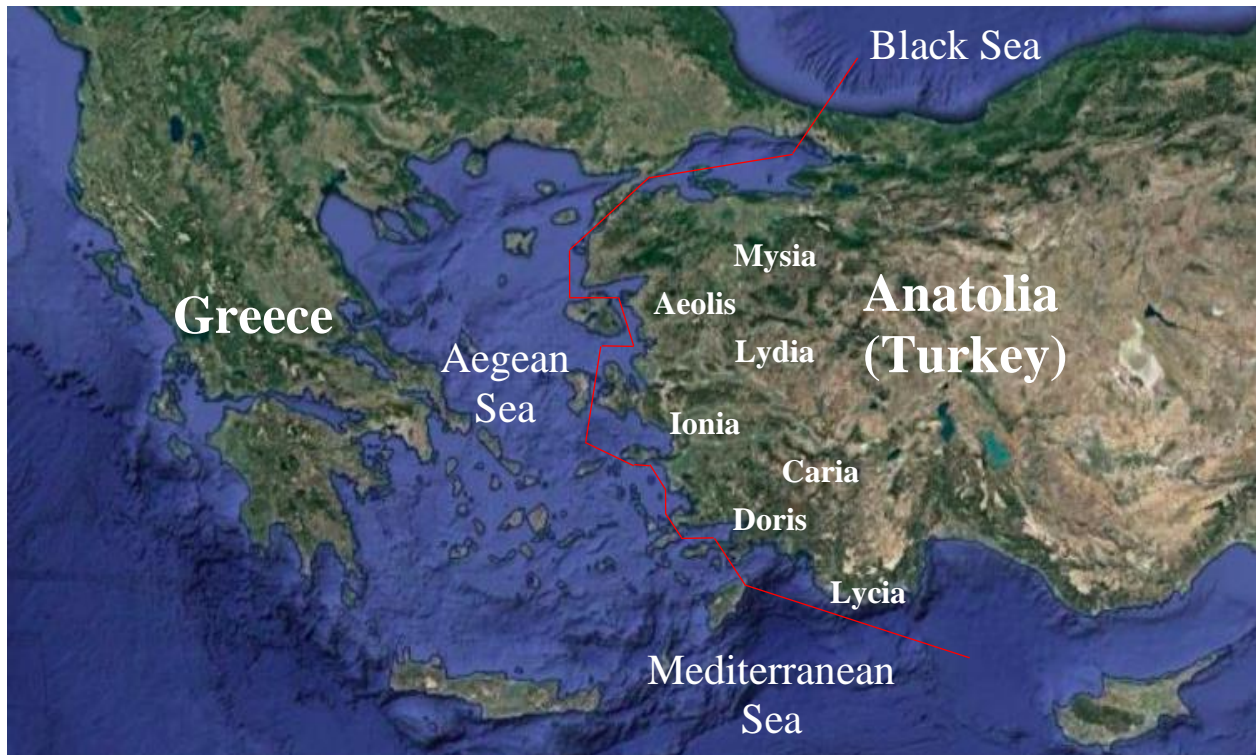 Black Sea
Mysia
Anatolia
(Turkey)
Greece
Aeolis
Lydia
Aegean
Sea
Ionia
Caria
Doris
Lycia
Mediterranean
Sea